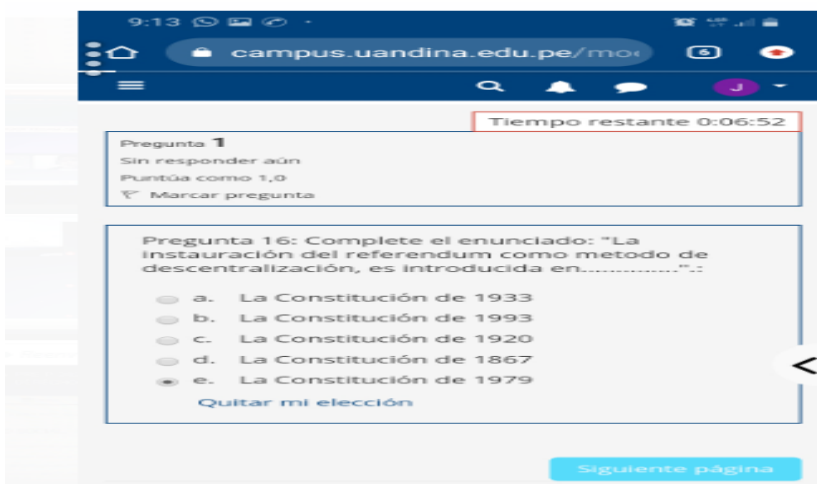 9:13
campus.uandina.edu.pe/mo
6
J
Tiempo restante 0:06:52
Pregunta 1
Sin responder aún
Puntúa como 1,0
Marcar pregunta
Pregunta 16: Complete el enunciado: "La
instauración del referendum como metodo de
descentralización, es introducida en..............".:
a. La Constitución de 1933
b. La Constitución de 1993
c. La Constitución de 1920
d. La Constitución de 1867
e. La Constitución de 1979
Quitar mi elección
Siguiente página